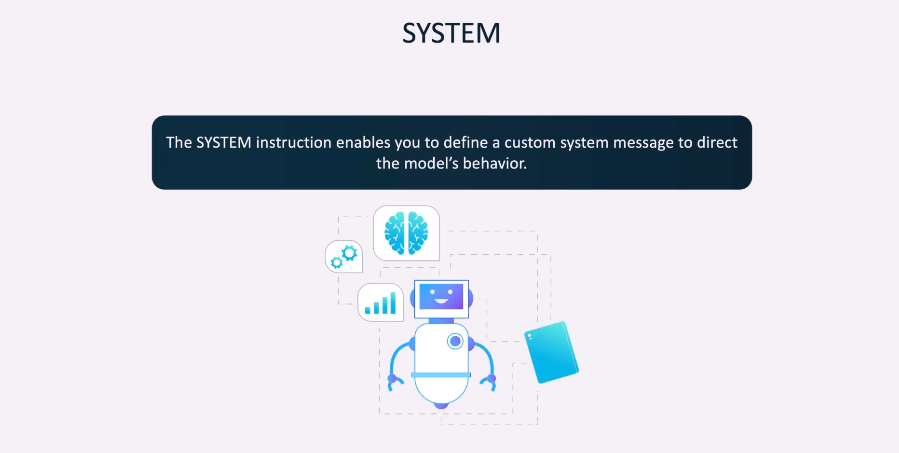 SYSTEM
The SYSTEM instruction enables you to define a custom system message to direct
the model’s behavior.